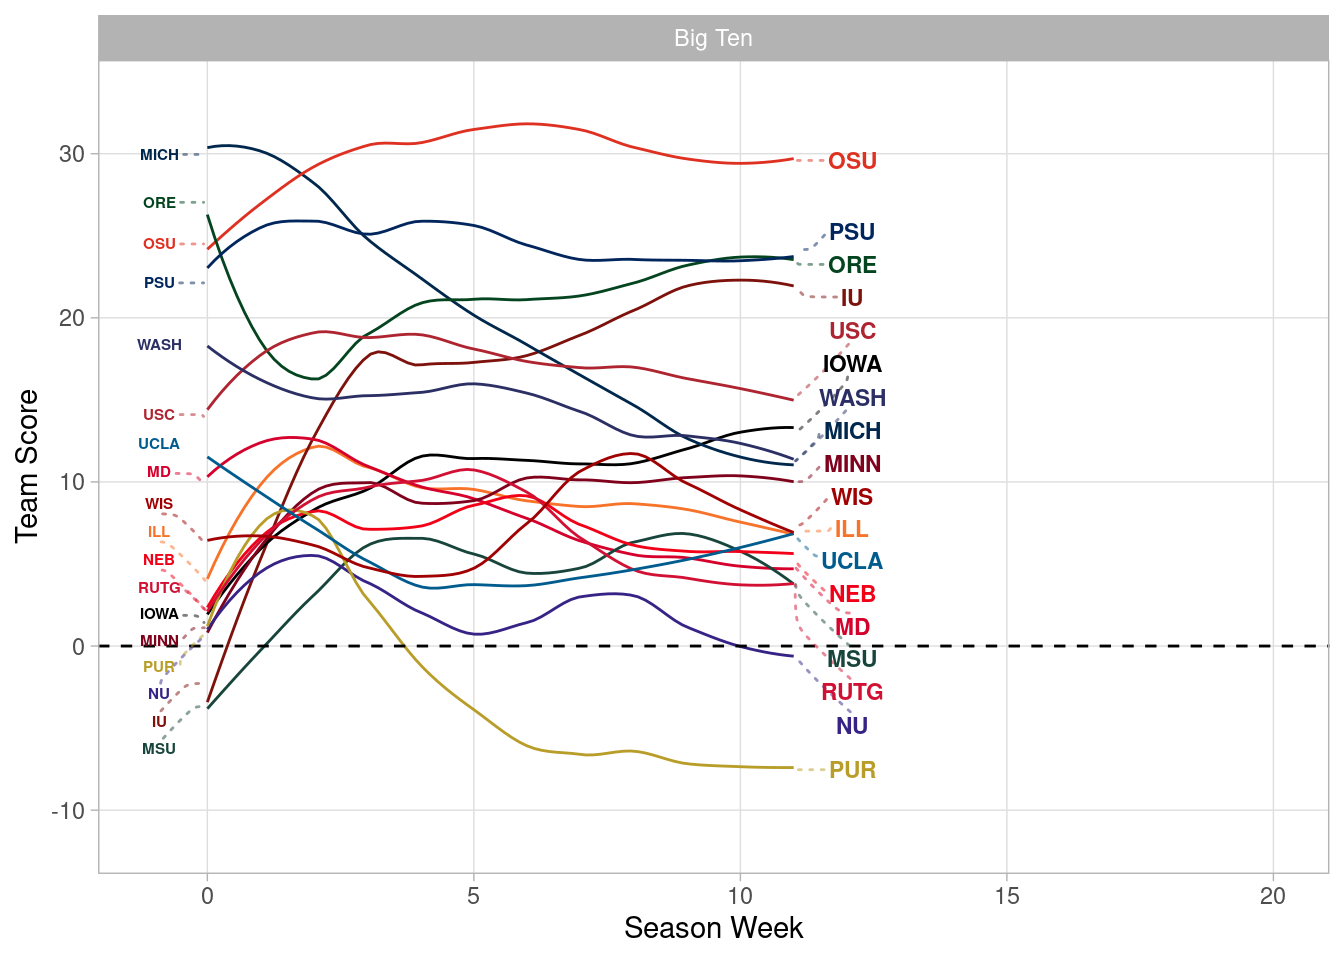 Big Ten
Team Score
30
20
10
0
-10
MICH
ORE
OSU
PSU
WASH
USC
UCLA
MD
WIS
ILL
NEB
RUTG
IOWA
MINN
PUR
NU
IU
MSU
OSU
PSU
ORE
IU
USC
IOWA
WASH
MICH
MINN
WIS
ILL
UCLA
NEB
MD
MSU
RUTG
NU
PUR
0 5 10 15 20
Season Week